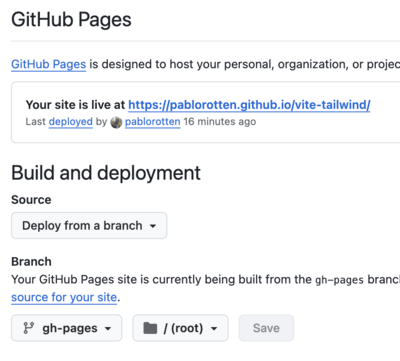 GitHub Pages
GitHub Pages is designed to host your personal, organization, or
Your site is live at https://pablorotten.github.io/vite-tailwind/
Last deployed by pablorotten 16 minutes ago
Build and deployment
Source
Deploy from a branch
Branch
Your GitHub Pages site is currently being built from the gh-pages
source for your site.
gh-pages / (root) Save